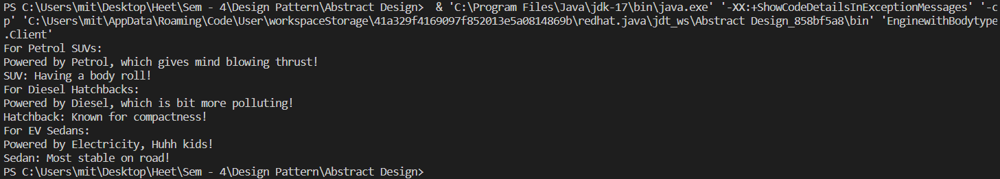 PS C:\Users\mit\Desktop\Heet\Sem - 4\Design Pattern\Abstract Design>  & 'C:\Program Files\Java\jdk-17\bin\java.exe' '-XX:+ShowCodeDetailsInExceptionMessages' '-c
p' 'C:\Users\mit\AppData\Roaming\Code\User\workspaceStorage\41a329f4169097f852013e5a0814869b\redhat.java\jdt_ws\Abstract Design_858bf5a8\bin' 'EnginewithBodytype
.Client'
For Petrol SUVs:
Powered by Petrol, which gives mind blowing thrust!
SUV: Having a body roll!
For Diesel Hatchbacks:
Powered by Diesel, which is bit more polluting!
Hatchback: Known for compactness!
For EV Sedans:
Powered by Electricity, Huhh kids!
Sedan: Most stable on road!
PS C:\Users\mit\Desktop\Heet\Sem - 4\Design Pattern\Abstract Design>